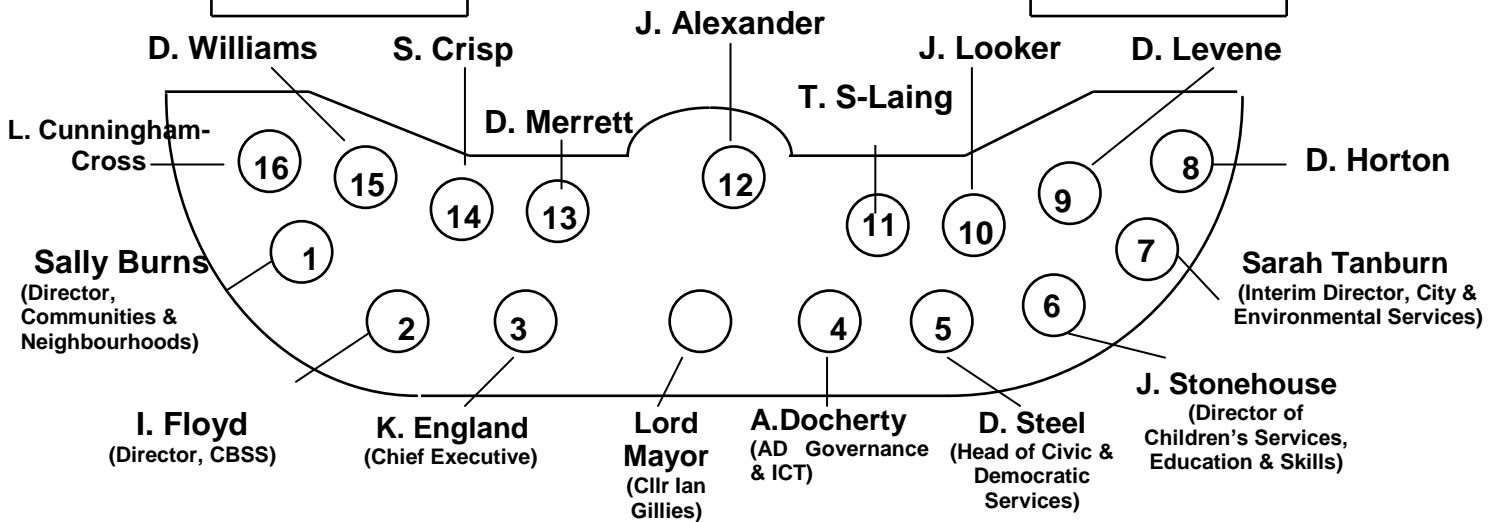 J. Alexander
D. Williams
S. Crisp
J. Looker
D. Levene
T. S-Laing
D. Merrett
L. Cunningham-
Cross
16
15
14
13
12
11
10
9
8
D. Horton
Sally Burns
(Director,
Communities &
Neighbourhoods)
1
2
3
4
5
6
7
Sarah Tanburn
(Interim Director, City &
Environmental Services)
I. Floyd
(Director, CBSS)
K. England
(Chief Executive)
Lord
Mayor
(Cllr Ian
Gillies)
A.Docherty
(AD Governance
& ICT)
D. Steel
(Head of Civic &
Democratic
Services)
J. Stonehouse
(Director of
Children's Services,
Education & Skills)